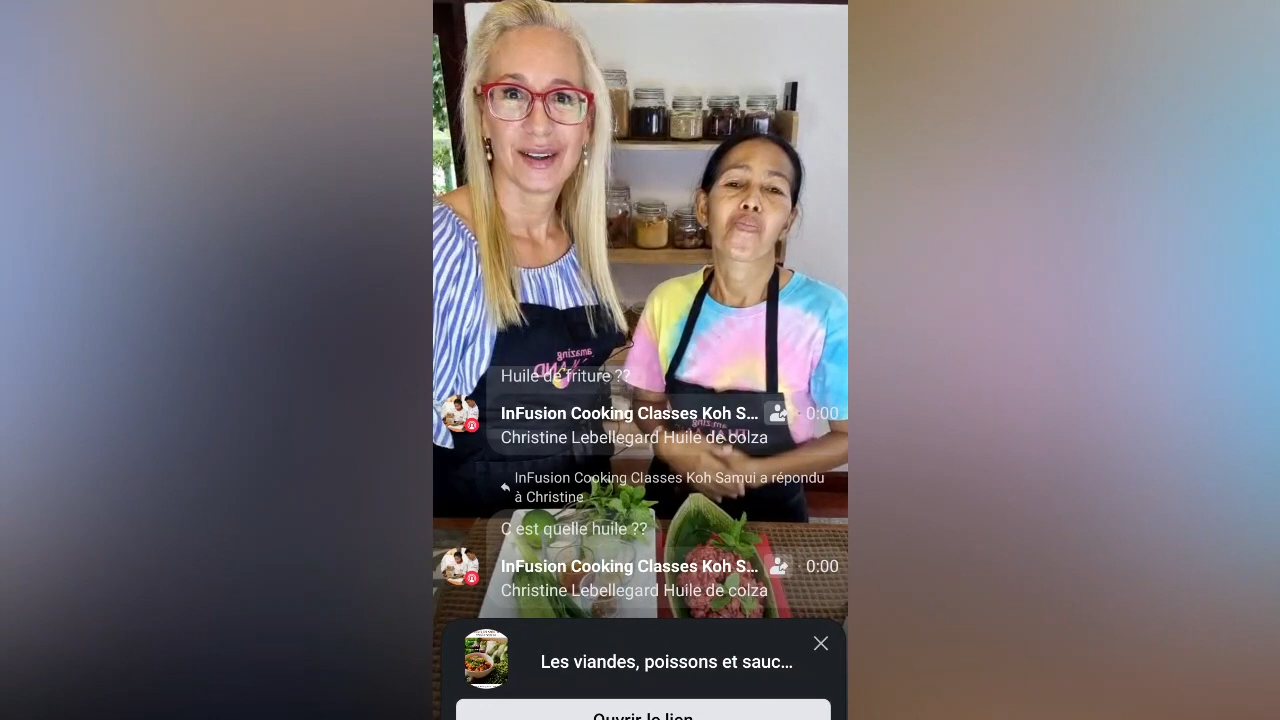 amazing
Huile de friture ??
InFusion Cooking Classes Koh S... · 0:00
Christine Lebellegard Huile de colza
InFusion Cooking Classes Koh Samui a répondu
à Christine
C est quelle huile ??
InFusion Cooking Classes Koh S... · 0:00
Christine Lebellegard Huile de colza
Les viandes, poissons et sauc...
Ouvrir le lien